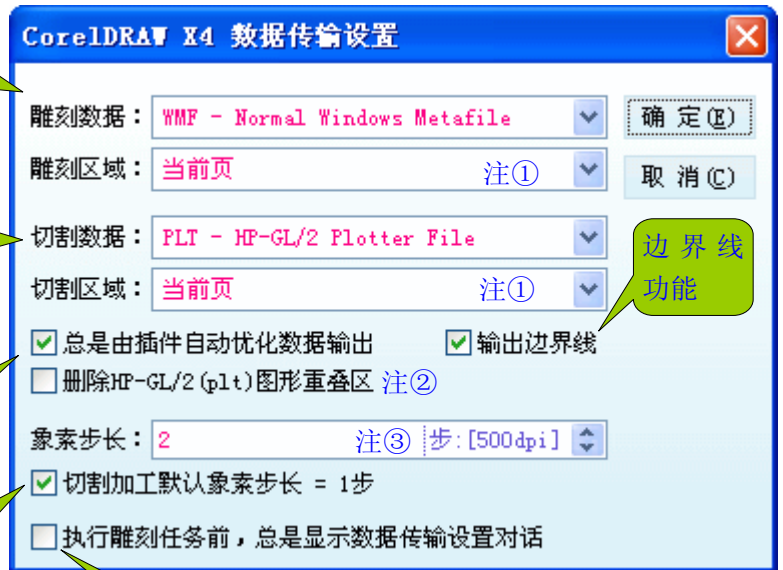 CorelDRAW X4 数据传输设置
雕刻数据： WMF - Normal Windows Metafile 确 定(E)
雕刻区域： 当前页 注① 取 消(C)
切割数据： PLT - HP-GL/2 Plotter File
边 界 线
功能
切割区域： 当前页 注①
总是由插件自动优化数据输出 输出边界线
删除HP-GL/2(plt)图形重叠区 注②
象素步长： 2 注③ 步:[500dpi]
切割加工默认象素步长 = 1步
执行雕刻任务前，总是显示数据传输设置对话